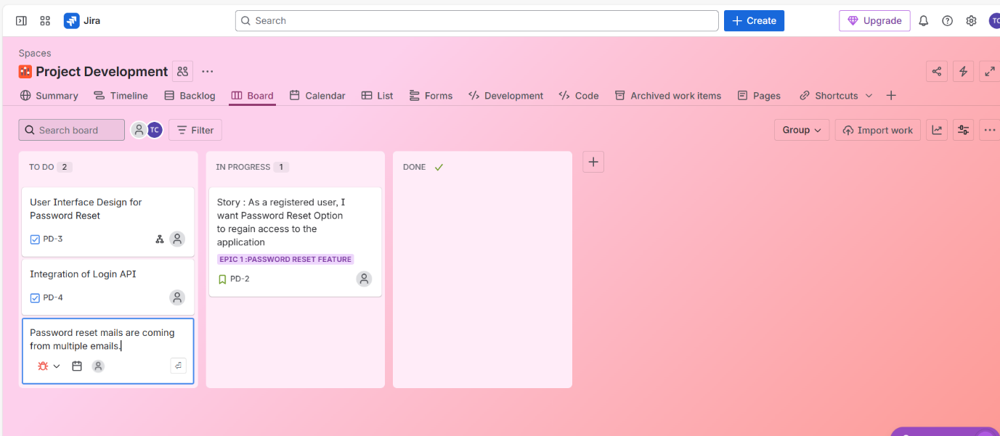 Jira
Search
Create
Upgrade
TC
Spaces
Project Development
Summary
Timeline
Backlog
Board
Calendar
List
Forms
Development
Code
Archived work items
Pages
Shortcuts
Search board
TC
Filter
Group
Import work
TO DO 2
User Interface Design for
Password Reset
PD-3
Integration of Login API
PD-4
Password reset mails are coming
from multiple emails.
IN PROGRESS 1
Story : As a registered user, I
want Password Reset Option
to regain access to the
application
EPIC 1 :PASSWORD RESET FEATURE
PD-2
DONE